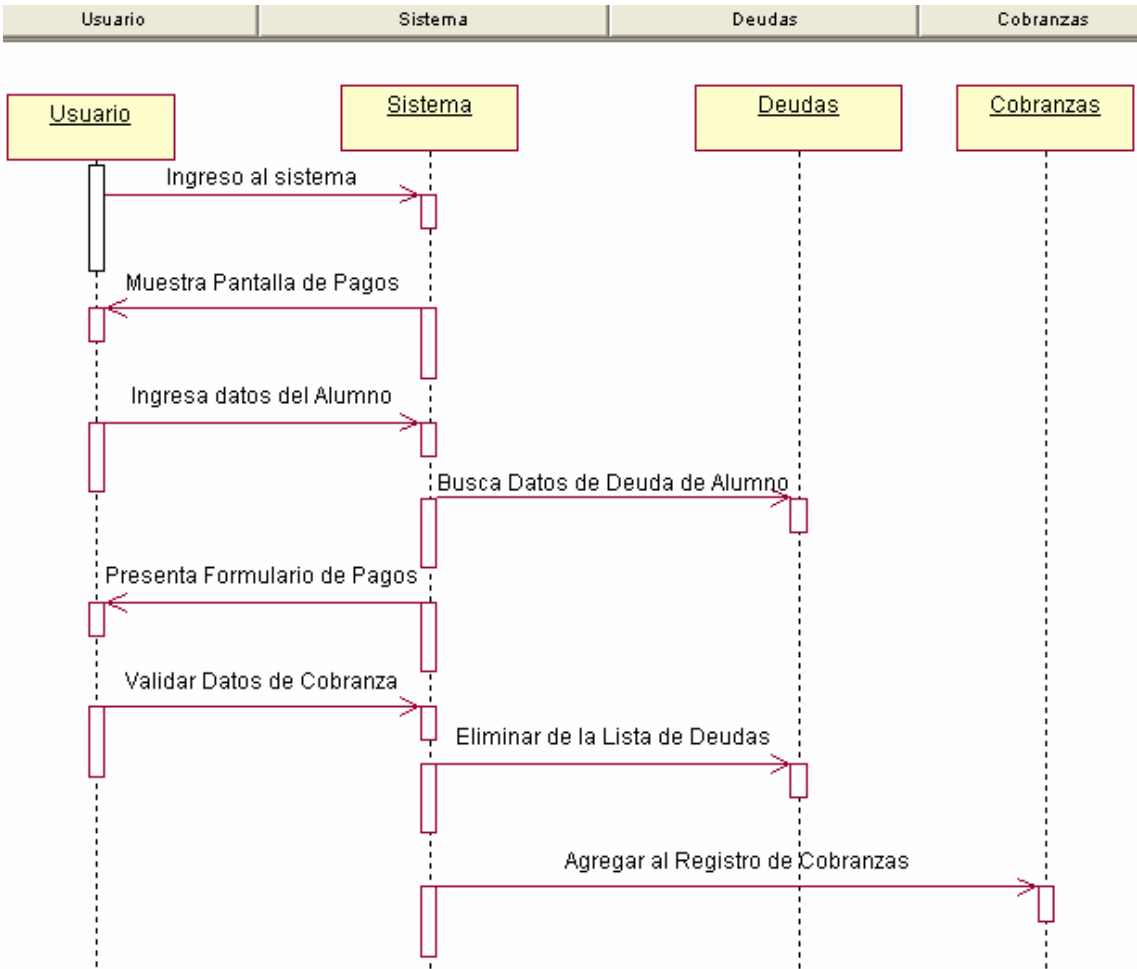 Usuario
Sistema
Deudas
Cobranzas
Usuario
Sistema
Deudas
Cobranzas
Ingreso al sistema
Muestra Pantalla de Pagos
Ingresa datos del Alumno
Busca Datos de Deuda de Alumno
Presenta Formulario de Pagos
Validar Datos de Cobranza
Eliminar de la Lista de Deudas
Agregar al Registro de Cobranzas